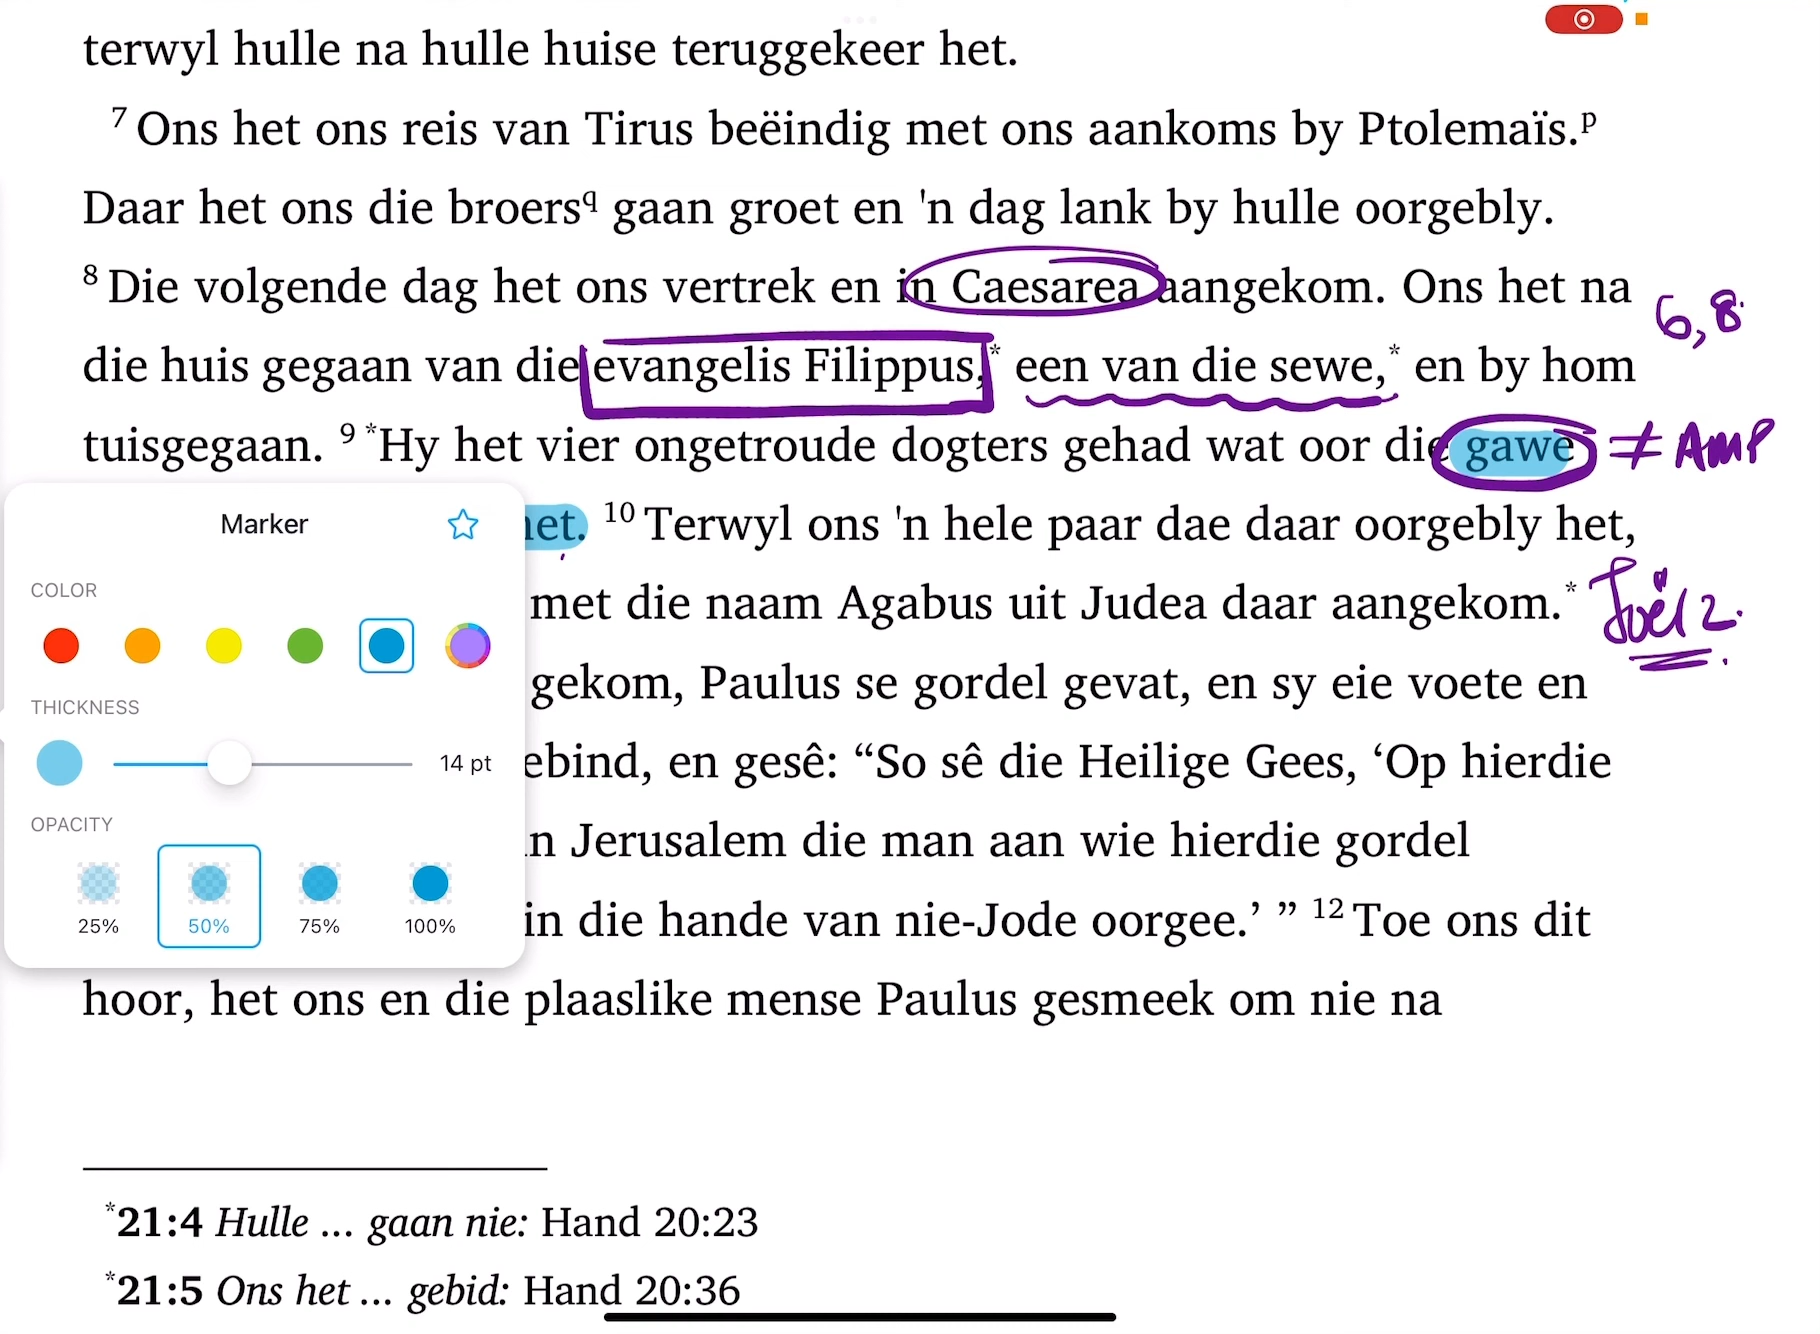 terwyl hulle na hulle huise teruggekeer het.
7 Ons het ons reis van Tirus beëindig met ons aankoms by Ptolemaïs.p
Daar het ons die broersq gaan groet en 'n dag lank by hulle oorgebly.
8 Die volgende dag het ons vertrek en in Caesarea aangekom. Ons het na
6,8.
die huis gegaan van die evangelis Filippus,* een van die sewe,* en by hom
tuisgegaan. 9 *Hy het vier ongetroude dogters gehad wat oor die gawe ≠ AMP
het. 10 Terwyl ons 'n hele paar dae daar oorgebly het,
met die naam Agabus uit Judea daar aangekom.* Joël 2.
gekom, Paulus se gordel gevat, en sy eie voete en
ebind, en gesê: “So sê die Heilige Gees, ‘Op hierdie
n Jerusalem die man aan wie hierdie gordel
in die hande van nie-Jode oorgee.’ ” 12 Toe ons dit
hoor, het ons en die plaaslike mense Paulus gesmeek om nie na
Marker
COLOR
THICKNESS
14 pt
OPACITY
25% 50% 75% 100%
*21:4 Hulle ... gaan nie: Hand 20:23
*21:5 Ons het ... gebid: Hand 20:36